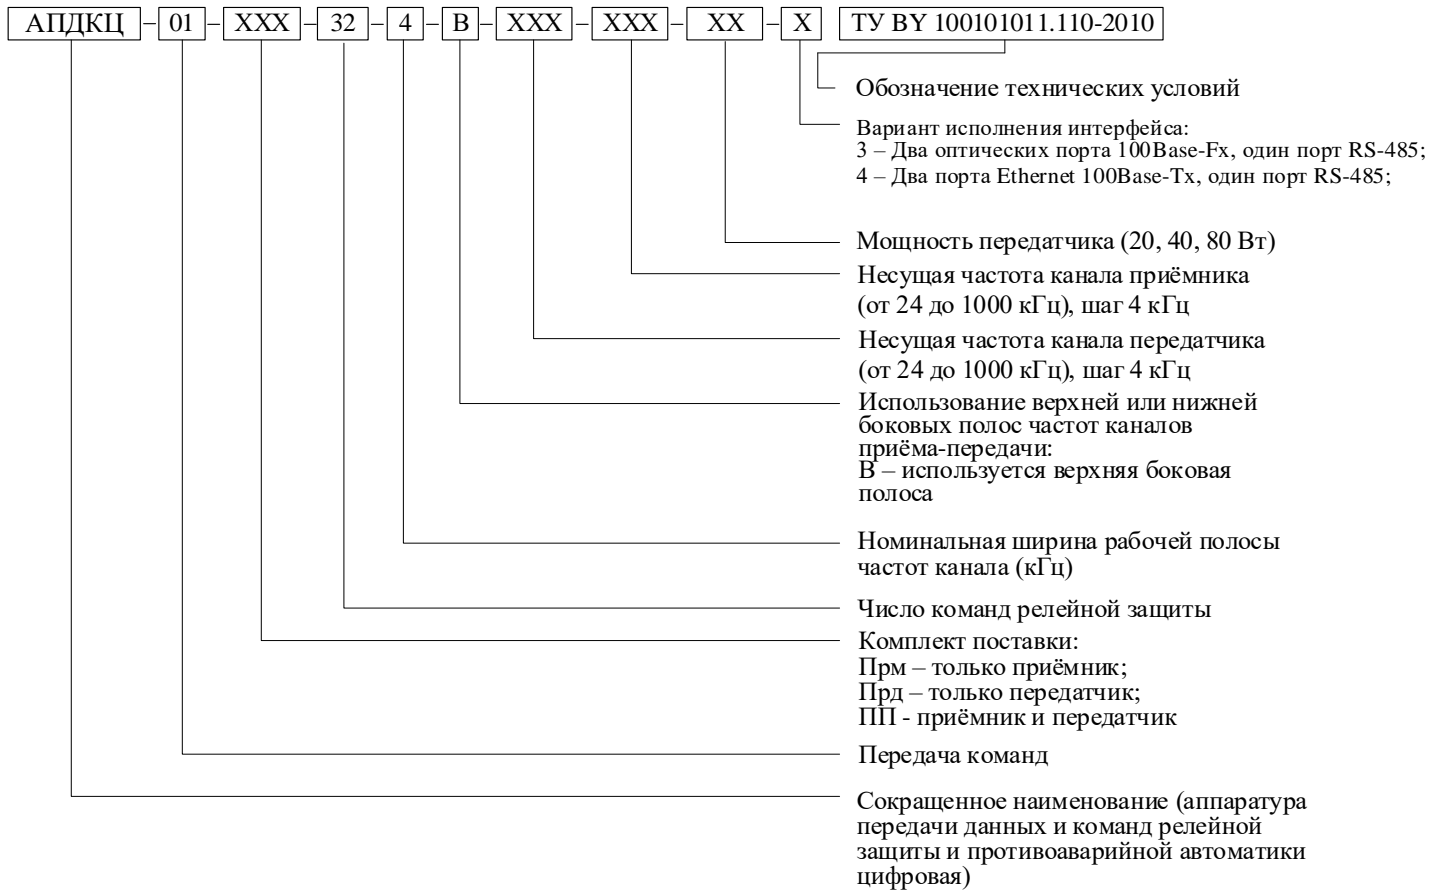 АПДКЦ – 01 – XXX – 32 – 4 – В – XXX – XXX – XX – X ТУ BY 100101011.110-2010
Обозначение технических условий
Вариант исполнения интерфейса:
3 – Два оптических порта 100Base-Fx, один порт RS-485;
4 – Два порта Ethernet 100Base-Tx, один порт RS-485;
Мощность передатчика (20, 40, 80 Вт)
Несущая частота канала приёмника
(от 24 до 1000 кГц), шаг 4 кГц
Несущая частота канала передатчика
(от 24 до 1000 кГц), шаг 4 кГц
Использование верхней или нижней
боковых полос частот каналов
приёма-передачи:
В – используется верхняя боковая
полоса
Номинальная ширина рабочей полосы
частот канала (кГц)
Число команд релейной защиты
Комплект поставки:
Прм – только приёмник;
Прд – только передатчик;
ПП - приёмник и передатчик
Передача команд
Сокращенное наименование (аппаратура
передачи данных и команд релейной
защиты и противоаварийной автоматики
цифровая)